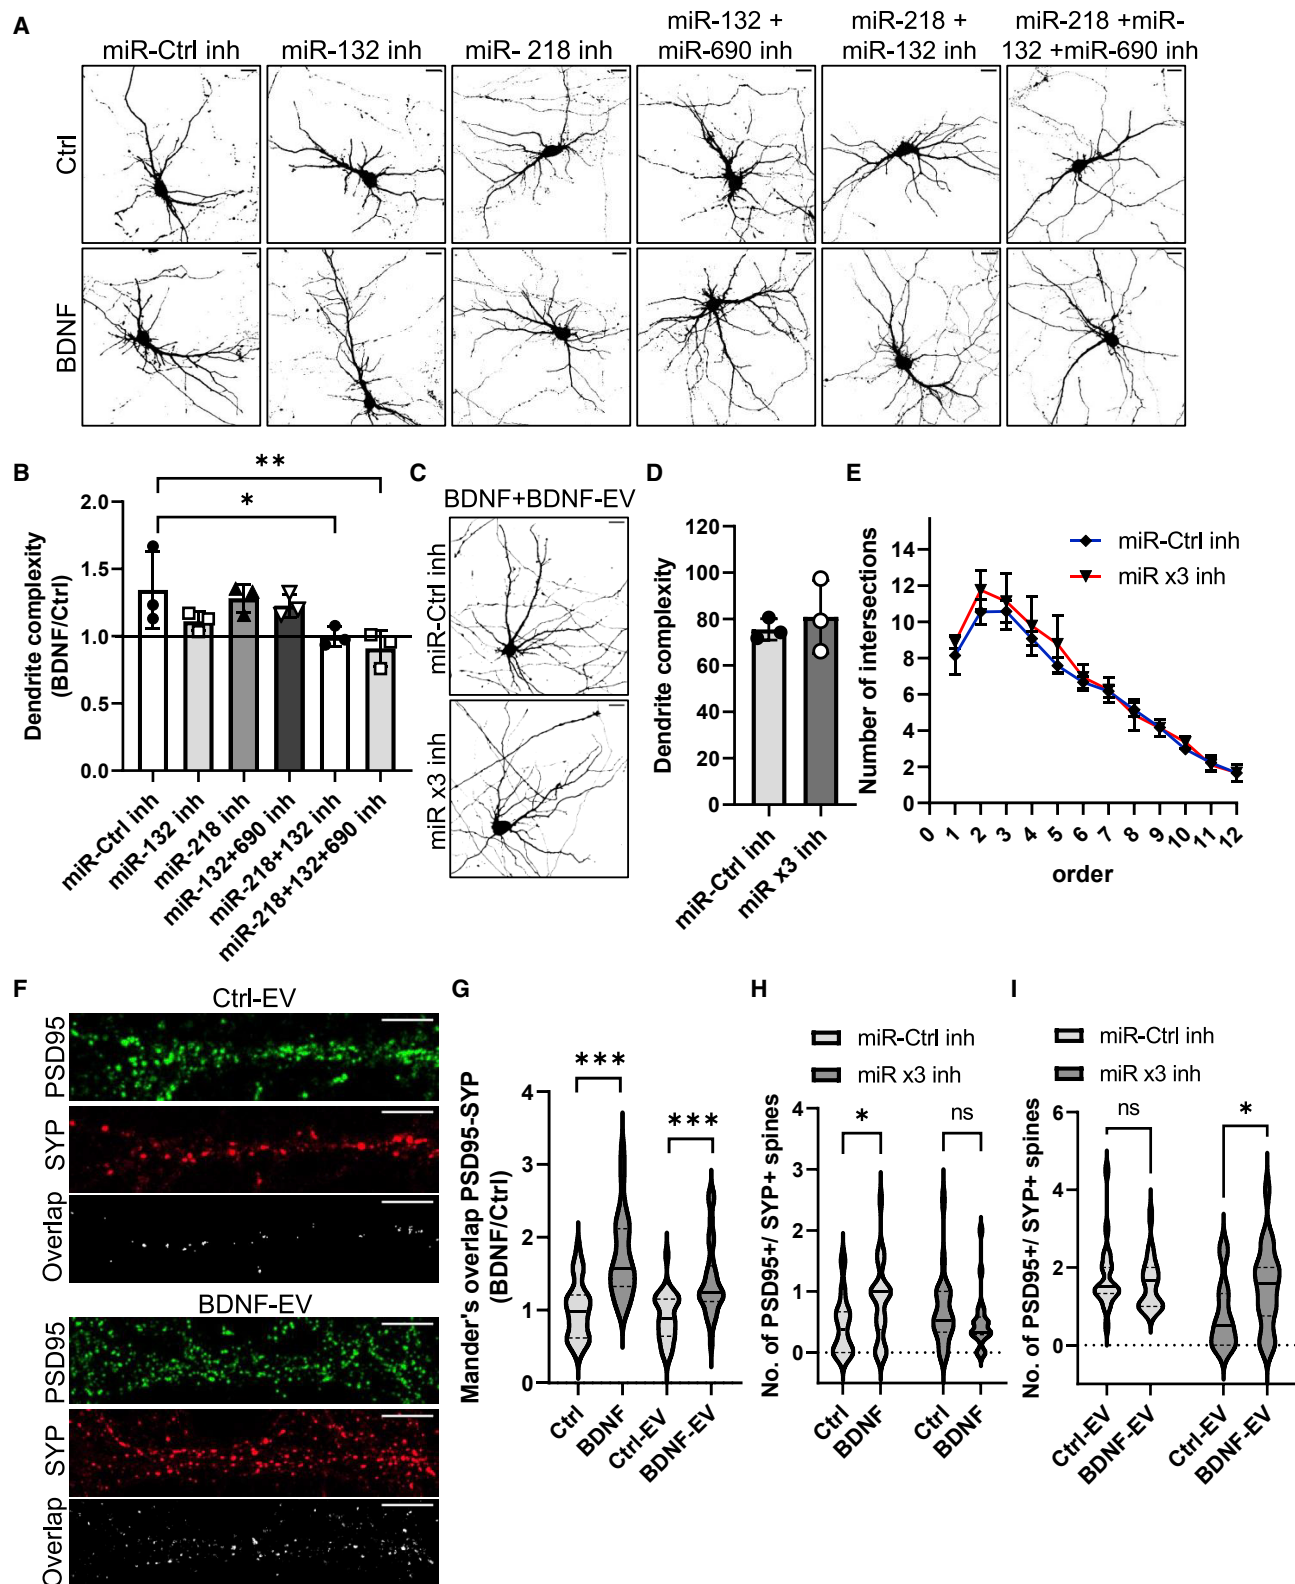 A
miR-Ctrl inh
miR-132 inh
miR- 218 inh
miR-132 +
miR-690 inh
miR-218 +
miR-132 inh
miR-218 +miR-
132 +miR-690 inh
Ctrl
BDNF
B
**
*
Dendrite complexity
(BDNF/Ctrl)
2.0
1.5
1.0
0.5
0.0
miR-Ctrl inh
miR-132 inh
miR-218 inh
miR-132+690 inh
miR-218+132 inh
miR-218+132+690 inh
C
BDNF+BDNF-EV
miR-Ctrl inh
miR x3 inh
D
Dendrite complexity
120
100
80
60
40
20
0
miR-Ctrl inh
miR x3 inh
E
Number of intersections
14
12
10
8
6
4
2
0
miR-Ctrl inh
miR x3 inh
0 1 2 3 4 5 6 7 8 9 10 11 12
order
F
Ctrl-EV
PSD95
SYP
Overlap
BDNF-EV
PSD95
SYP
Overlap
G
Mander's overlap PSD95-SYP
(BDNF/Ctrl)
***
***
4
3
2
1
0
Ctrl
BDNF
Ctrl-EV
BDNF-EV
H
miR-Ctrl inh
miR x3 inh
No. of PSD95+/ SYP+ spines
*
ns
4
3
2
1
0
Ctrl
BDNF
Ctrl
BDNF
I
miR-Ctrl inh
miR x3 inh
No. of PSD95+/ SYP+ spines
ns
*
6
4
2
0
Ctrl-EV
BDNF-EV
Ctrl-EV
BDNF-EV